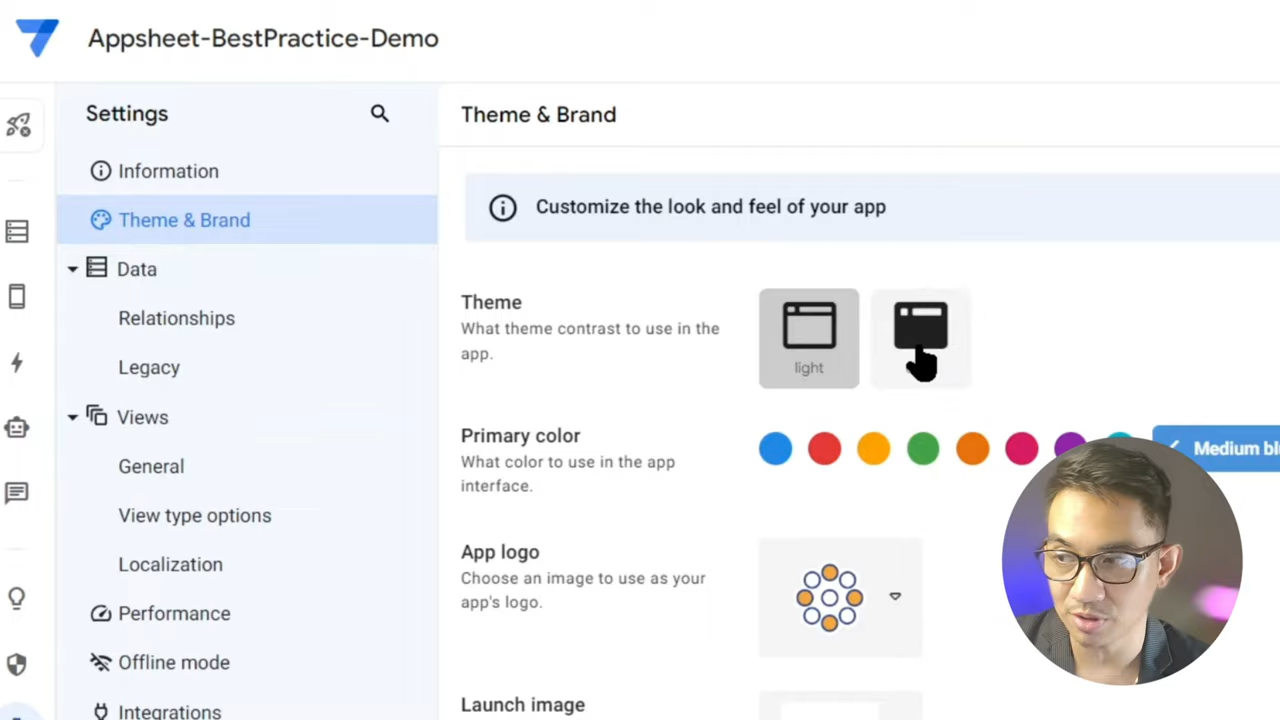 Appsheet-BestPractice-Demo
Settings
Information
Theme & Brand
Data
Relationships
Legacy
Views
General
View type options
Localization
Performance
Offline mode
Integrations
Theme & Brand
Customize the look and feel of your app
Theme
What theme contrast to use in the
app.
light
Primary color
What color to use in the app
interface.
Medium bl
App logo
Choose an image to use as your
app's logo.
Launch image